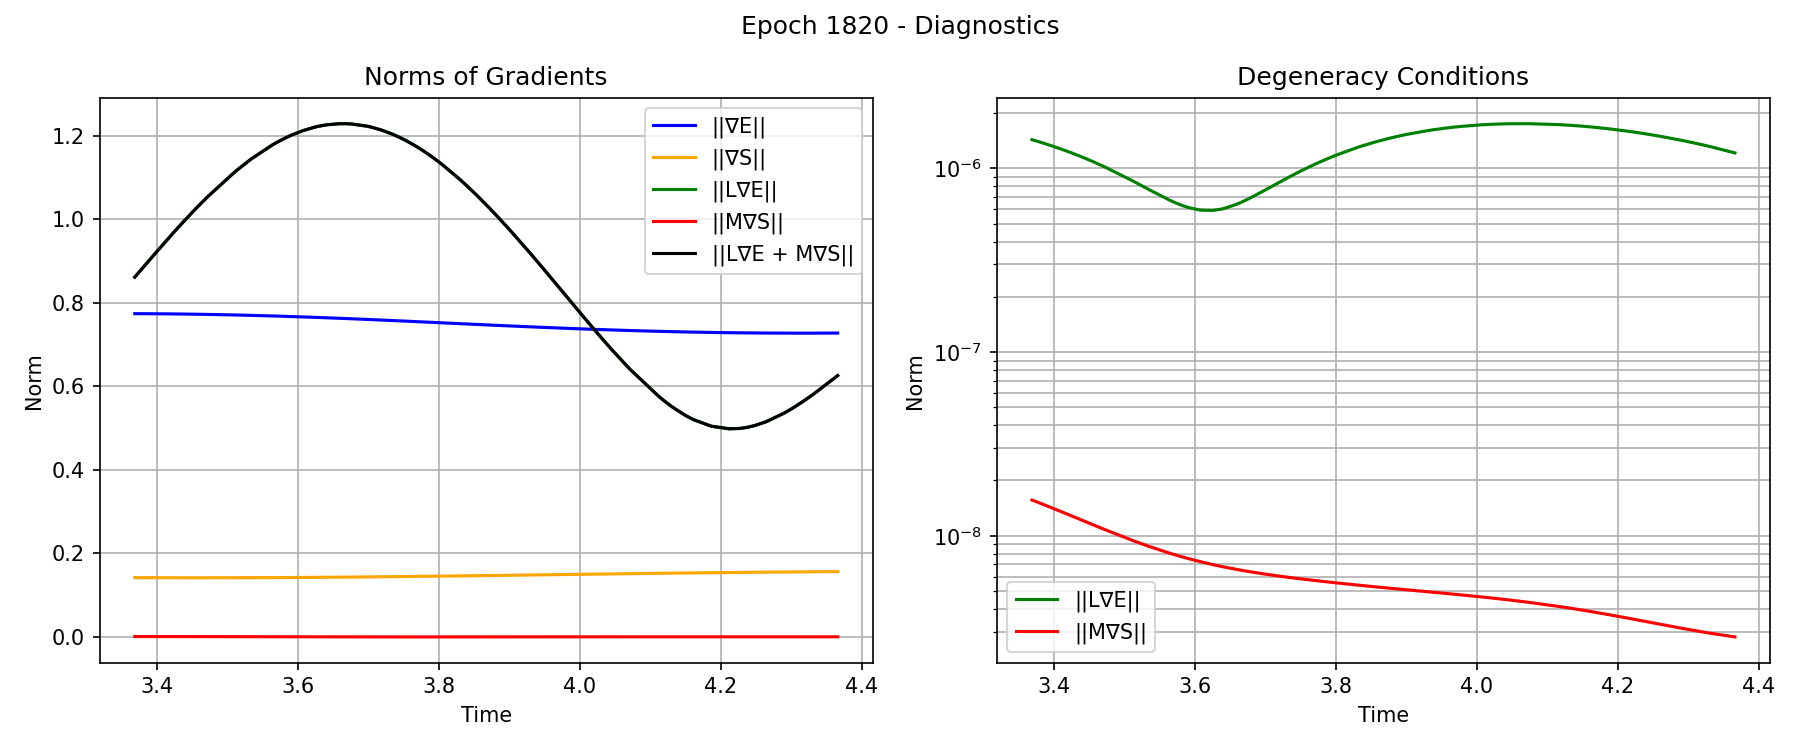 Epoch 1820 - Diagnostics
Norms of Gradients
Norm
1.2
1.0
0.8
0.6
0.4
0.2
0.0
||∇E||
||∇S||
||L∇E||
||M∇S||
||L∇E + M∇S||
3.4
3.6
3.8
4.0
4.2
4.4
Time
Degeneracy Conditions
Norm
10⁻⁶
10⁻⁷
10⁻⁸
||L∇E||
||M∇S||
3.4
3.6
3.8
4.0
4.2
4.4
Time